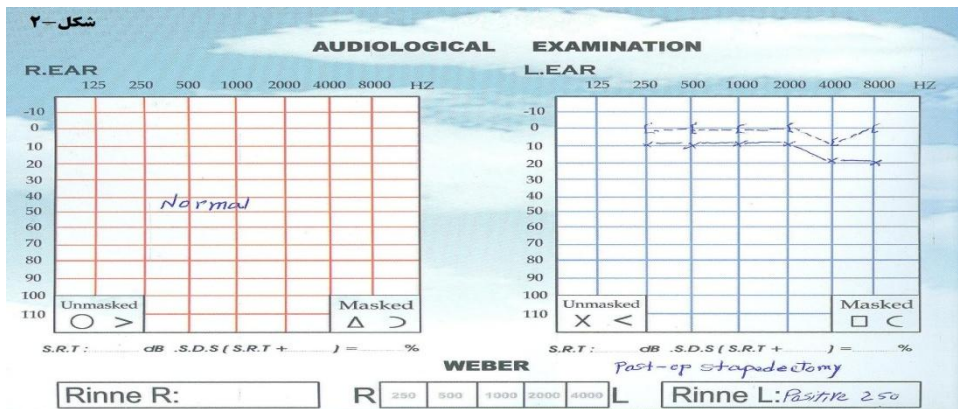 شکل-۲
AUDIOLOGICAL EXAMINATION
R.EAR
125 250 500 1000 2000 4000 8000 HZ
-10
0
10
20
30
40
50
60
70
80
90
100
110
Normal
Unmasked
Masked
L.EAR
125 250 500 1000 2000 4000 8000 HZ
-10
0
10
20
30
40
50
60
70
80
90
100
110
Unmasked
X <
Masked
S.R.T : dB .S.D.S ( S.R.T + ) = %
S.R.T : dB .S.D.S ( S.R.T + ) = %
WEBER
Post-op stapedectomy
Rinne R:
R 250 500 1000 2000 4000 L
Rinne L: Positive 250